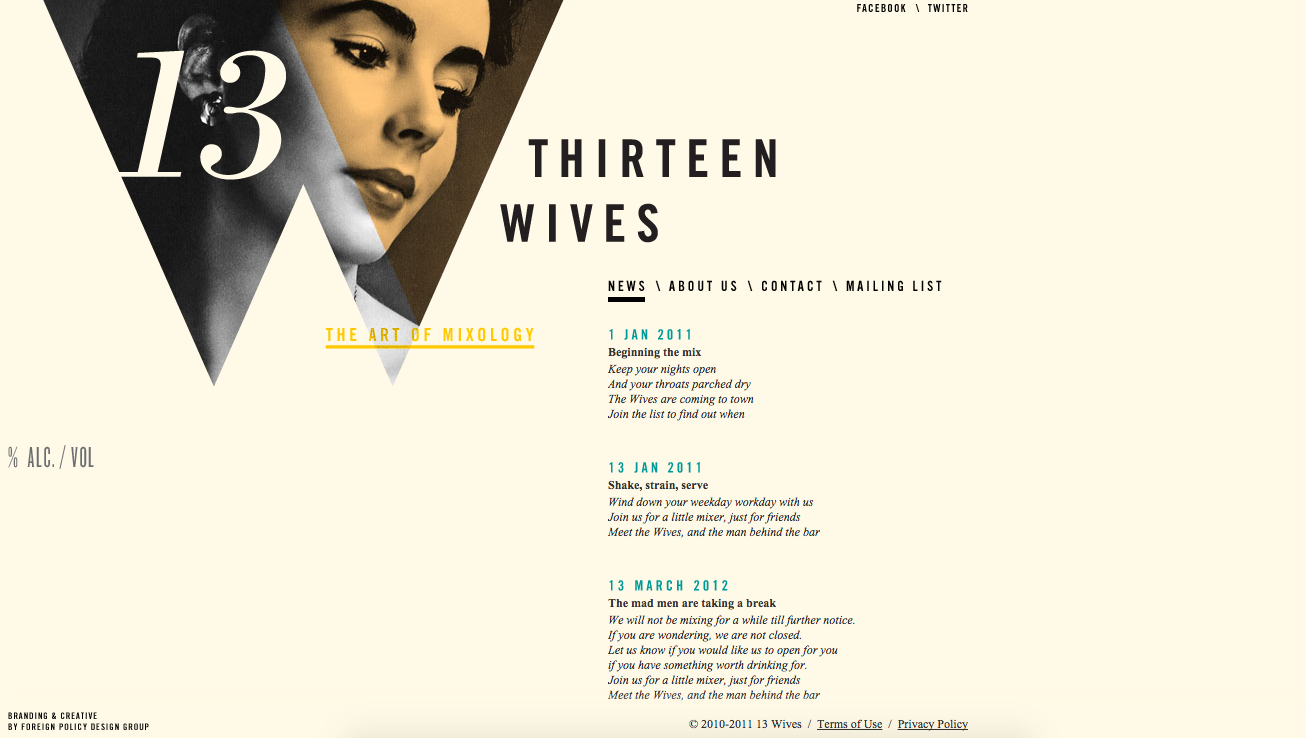 FACEBOOK \ TWITTER
13
THIRTEEN
WIVES
NEWS \ ABOUT US \ CONTACT \ MAILING LIST
THE ART OF MIXOLOGY
1 JAN 2011
Beginning the mix
Keep your nights open
And your throats parched dry
The Wives are coming to town
Join the list to find out when
% ALC. / VOL
13 JAN 2011
Shake, strain, serve
Wind down your weekday workday with us
Join us for a little mixer, just for friends
Meet the Wives, and the man behind the bar
13 MARCH 2012
The mad men are taking a break
We will not be mixing for a while till further notice.
If you are wondering, we are not closed.
Let us know if you would like us to open for you
if you have something worth drinking for.
Join us for a little mixer, just for friends
Meet the Wives, and the man behind the bar
BRANDING & CREATIVE
BY FOREIGN POLICY DESIGN GROUP
© 2010-2011 13 Wives / Terms of Use / Privacy Policy